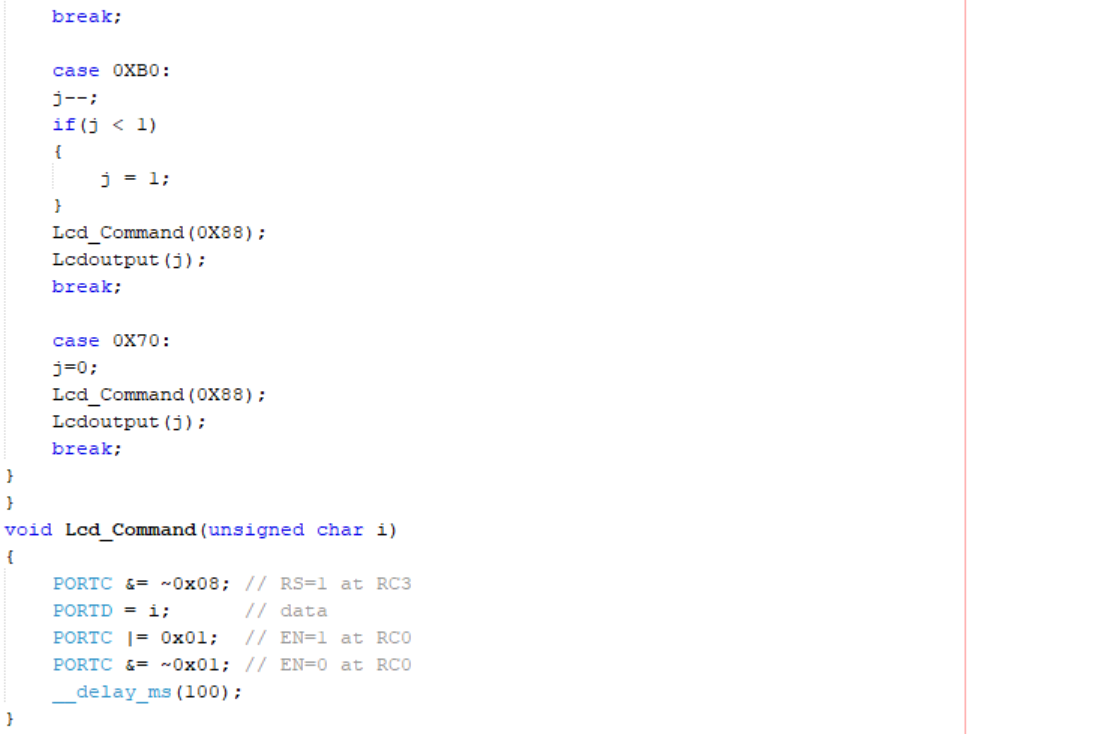 break;
case 0XB0:
j--;
if(j < 1)
{
j = 1;
}
Lcd_Command(0X88);
Lcdoutput(j);
break;
case 0X70:
j=0;
Lcd_Command(0X88);
Lcdoutput(j);
break;
}
}
void Lcd_Command(unsigned char i)
{
PORTC &= ~0x08; // RS=1 at RC3
PORTD = i; // data
PORTC |= 0x01; // EN=1 at RC0
PORTC &= ~0x01; // EN=0 at RC0
__delay_ms(100);
}